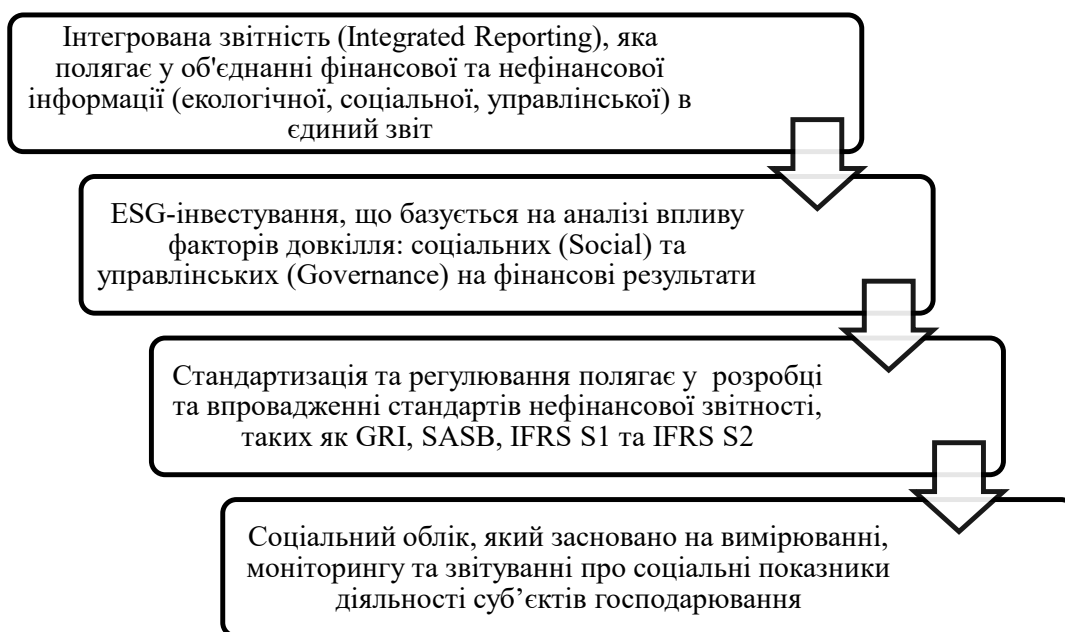 Інтегрована звітність (Integrated Reporting), яка
полягає у об'єднанні фінансової та нефінансової
інформації (екологічної, соціальної, управлінської) в
єдиний звіт
ESG-інвестування, що базується на аналізі впливу
факторів довкілля: соціальних (Social) та
управлінських (Governance) на фінансові результати
Стандартизація та регулювання полягає у розробці
та впровадженні стандартів нефінансової звітності,
таких як GRI, SASB, IFRS S1 та IFRS S2
Соціальний облік, який засновано на вимірюванні,
моніторингу та звітуванні про соціальні показники
діяльності суб’єктів господарювання